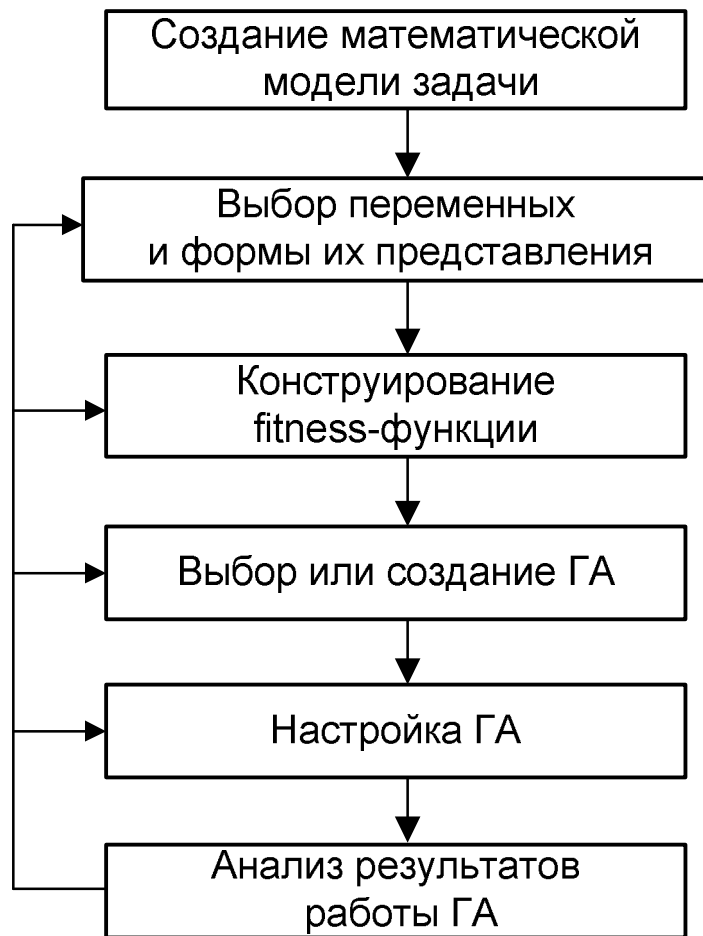 Создание математической
модели задачи
Выбор переменных
и формы их представления
Конструирование
fitness-функции
Выбор или создание ГА
Настройка ГА
Анализ результатов
работы ГА